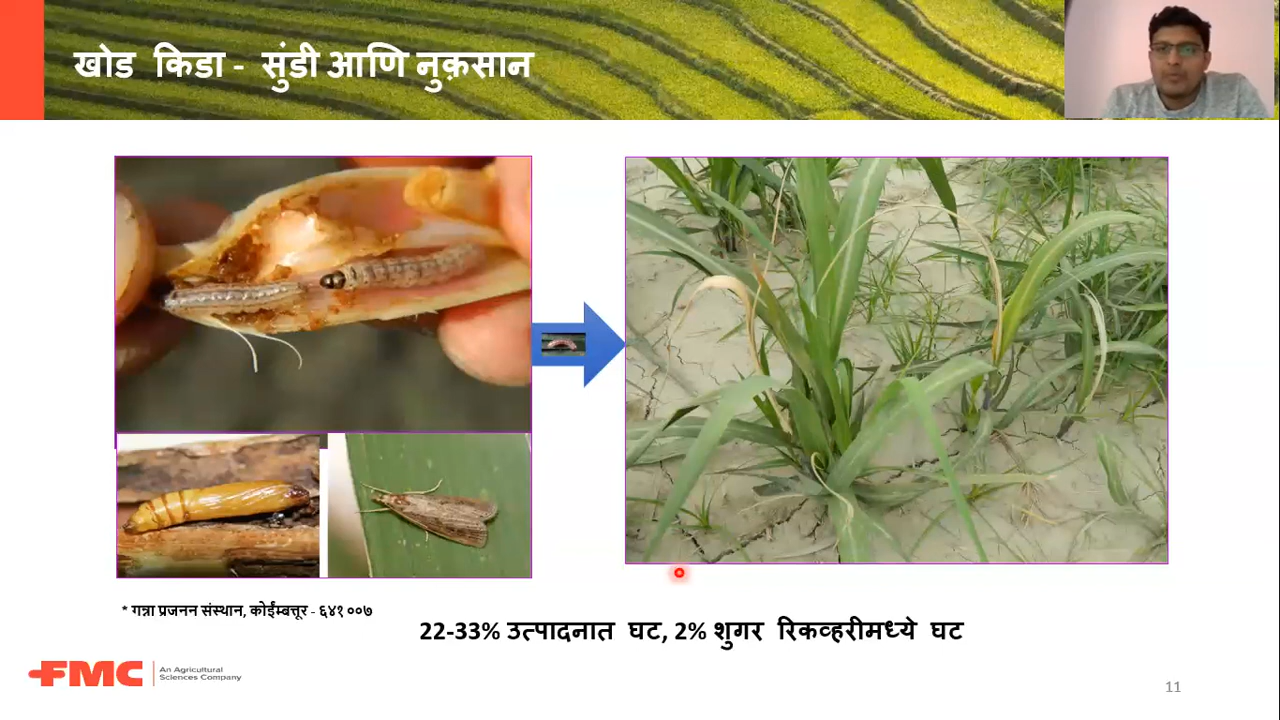 खोड किडा - सुंडी आणि नुक़सान
* गन्ना प्रजनन संस्थान, कोईम्बत्तूर - ६४१ ००७
22-33% उत्पादनात घट, 2% शुगर रिकव्हरीमध्ये घट
FMC
An Agricultural
Sciences Company
11